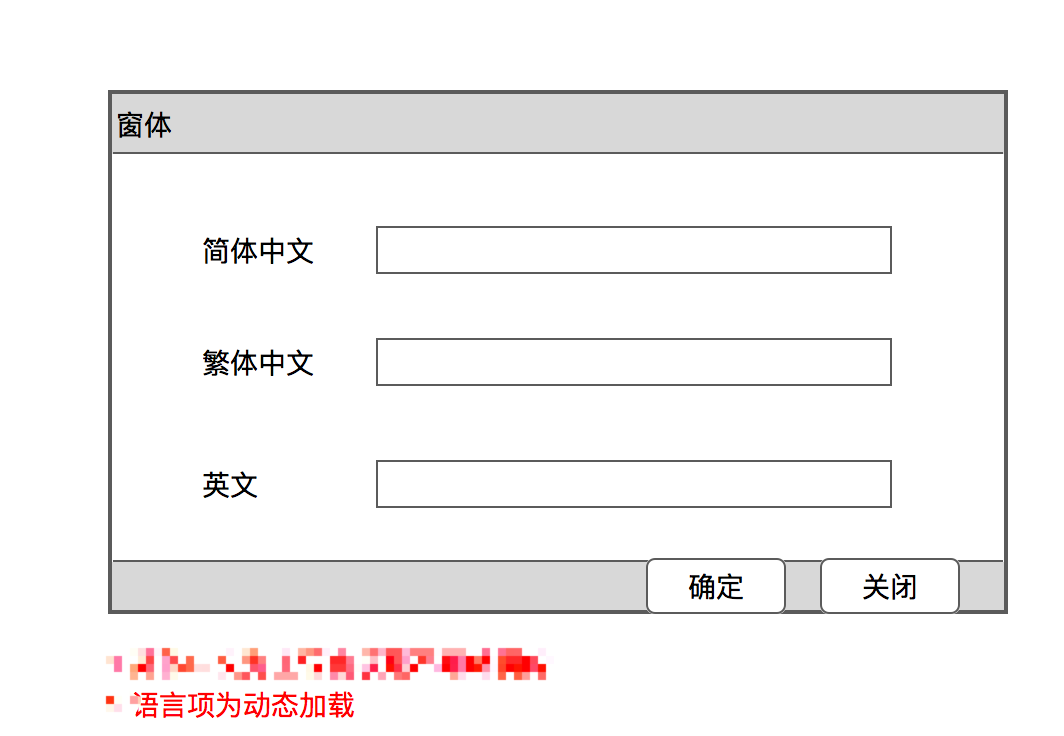 窗体
简体中文
繁体中文
英文
确定
关闭
语言项为动态加载